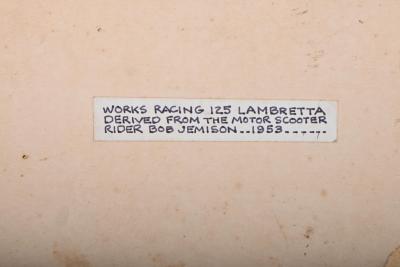 WORKS RACING 125 LAMBRETTA
DERIVED FROM THE MOTOR SCOOTER
RIDER BOB JEMISON..1953......